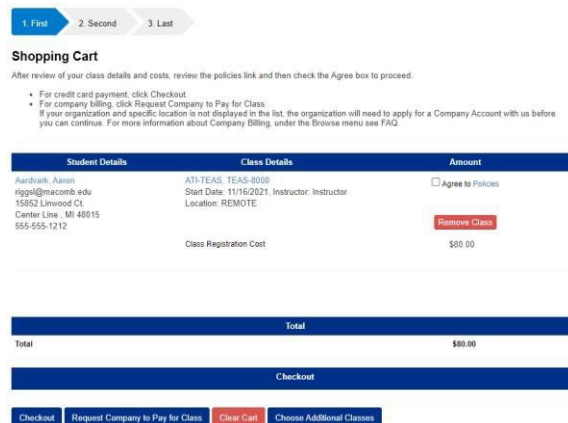 1. First 2. Second 3. Last
Shopping Cart
After review of your class details and costs, review the policies link and then check the Agree box to proceed.
For credit card payment, click Checkout.
For company billing, click Request Company to Pay for Class.
If your organization and specific location is not displayed in the list, the organization will need to apply for a Company Account with us before
you can continue. For more information about Company Billing, under the Browse menu see FAQ.
Student Details Class Details Amount
Aardvark, Aaron ATI-TEAS, TEAS-8000 Agree to Policies
riggsl@macomb.edu Start Date: 11/16/2021, Instructor: Instructor
15852 Linwood Ct. Location: REMOTE
Center Line , MI 48015 Remove Class
555-555-1212
Class Registration Cost $80.00
Total
Total $80.00
Checkout
Checkout Request Company to Pay for Class Clear Cart Choose Additional Classes